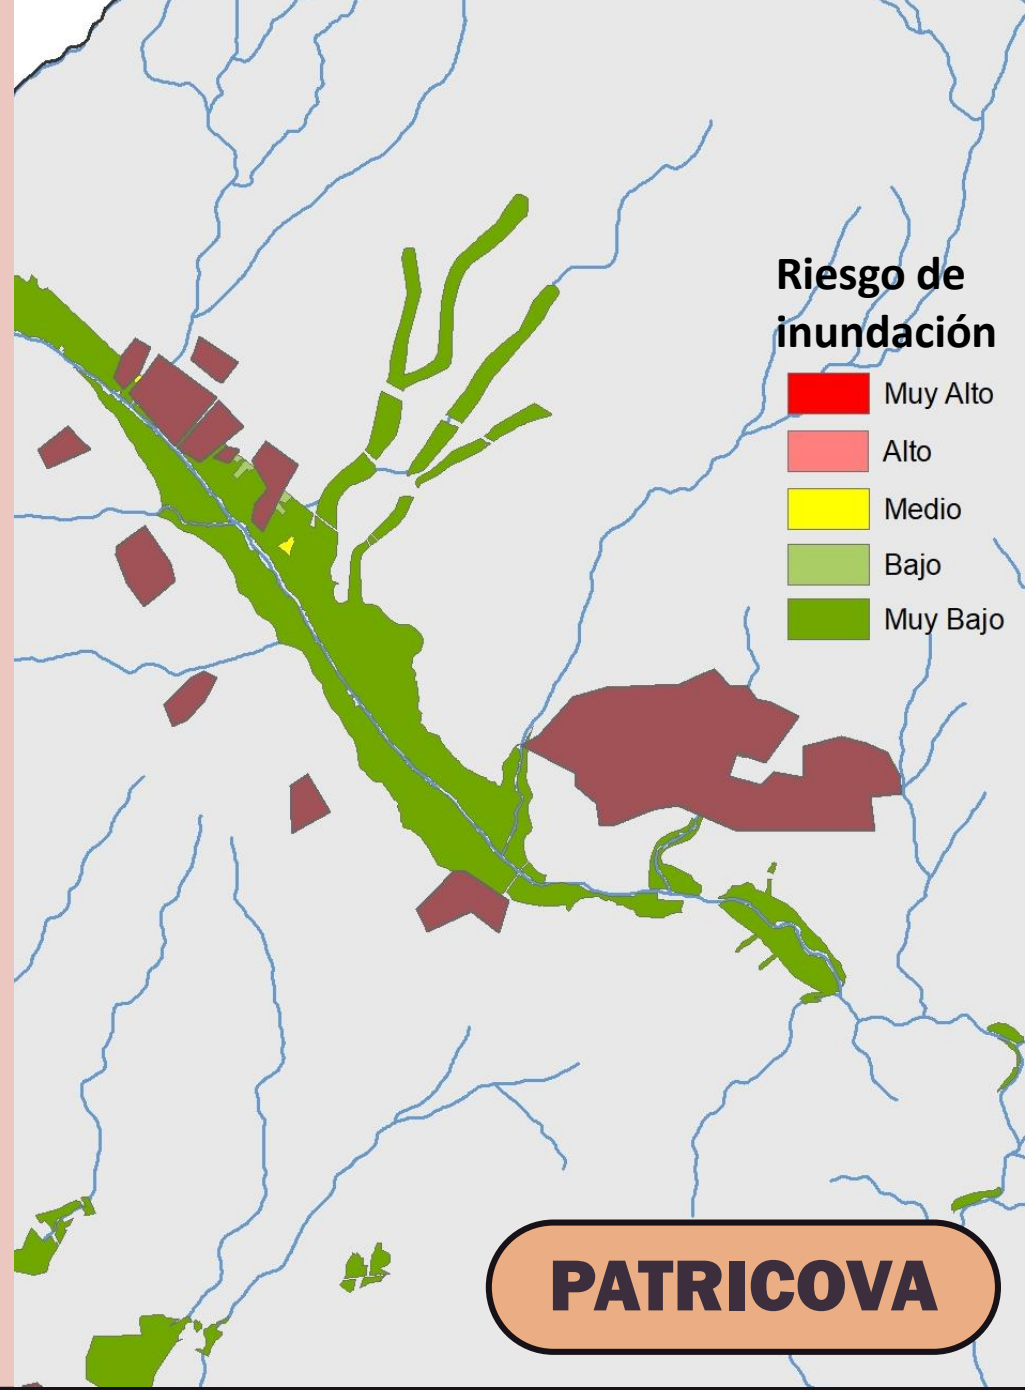 Riesgo de
inundación
Muy Alto
Alto
Medio
Bajo
Muy Bajo
PATRICOVA